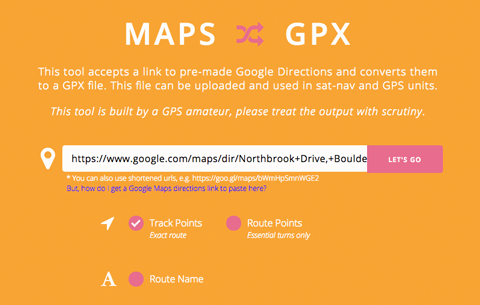 MAPS GPX
This tool accepts a link to pre-made Google Directions and converts them
to a GPX file. This file can be uploaded and used in sat-nav and GPS units.
This tool is built by a GPS amateur, please treat the output with scrutiny.
https://www.google.com/maps/dir/Northbrook+Drive,+Boulde
LET'S GO
* You can also use shortened urls, e.g. https://goo.gl/maps/bWmHpSmnWGE2
But, how do I get a Google Maps directions link to paste here?
Track Points Route Points
Exact route Essential turns only
A Route Name